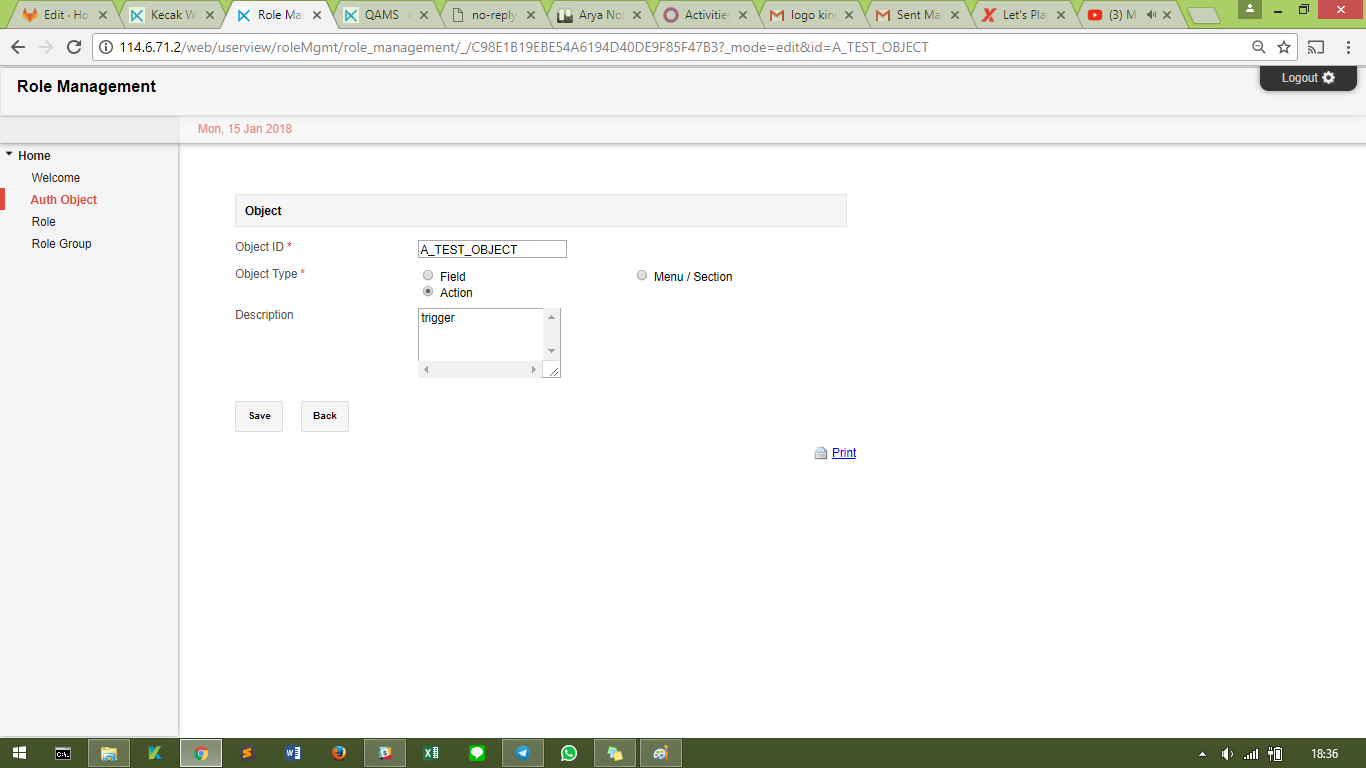 Edit · Ho
Kecak W
Role Ma
QAMS
no-reply
Arya No
Activities
logo kin
Sent Ma
Let's Pla
(3) M
114.6.71.2/web/userview/roleMgmt/role_management/_/C98E1B19EBE54A6194D40DE9F85F47B3?_mode=edit&id=A_TEST_OBJECT
Role Management
Logout
Mon, 15 Jan 2018
Home
Welcome
Auth Object
Role
Role Group
Object
Object ID *
A_TEST_OBJECT
Object Type *
Field
Menu / Section
Action
Description
trigger
Save
Back
Print
18:36